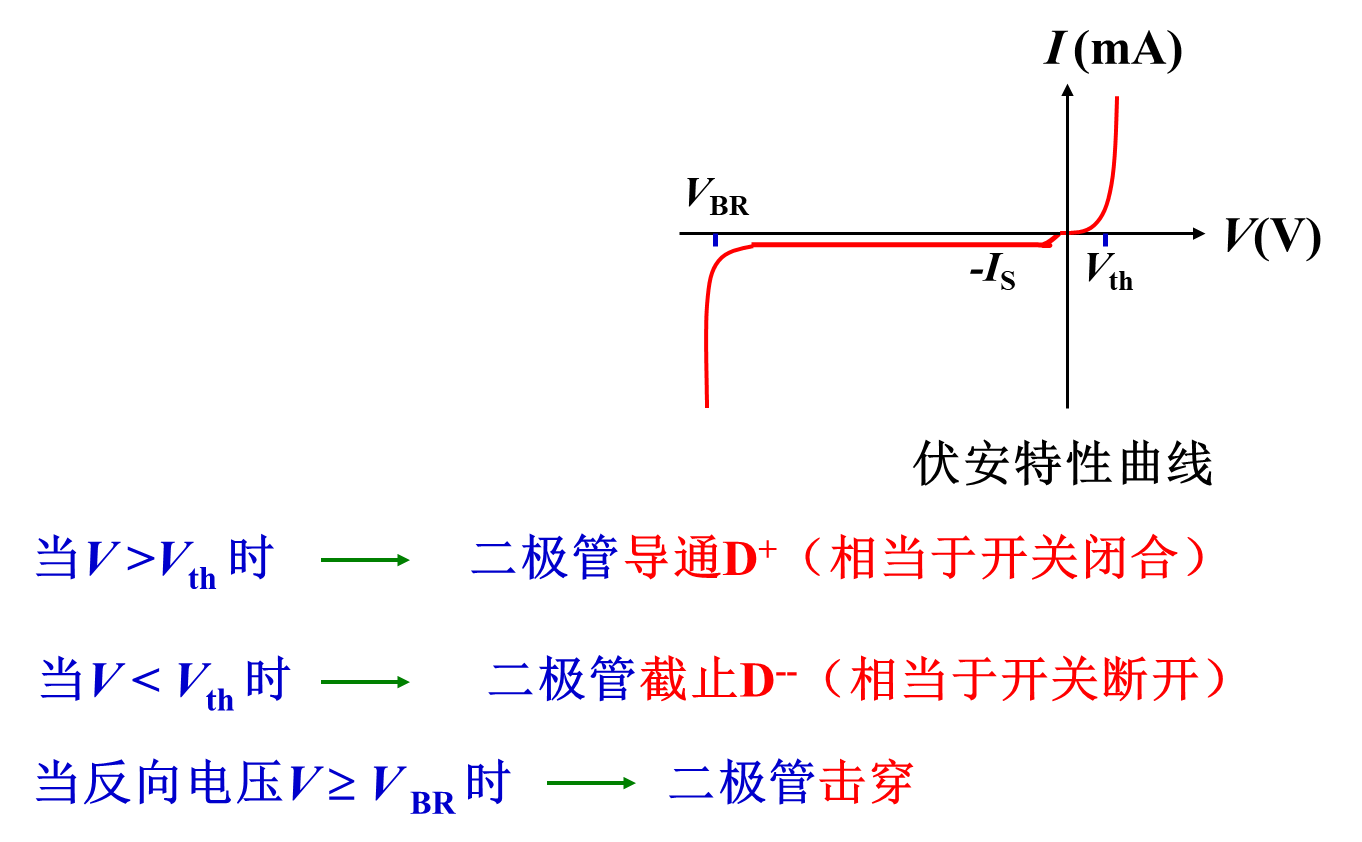 I (mA)
VBR
V(V)
-IS
Vth
伏安特性曲线
当V >Vth 时 二极管导通D+（相当于开关闭合）
当V < Vth 时 二极管截止D--（相当于开关断开）
当反向电压V ≥ VBR 时 二极管击穿